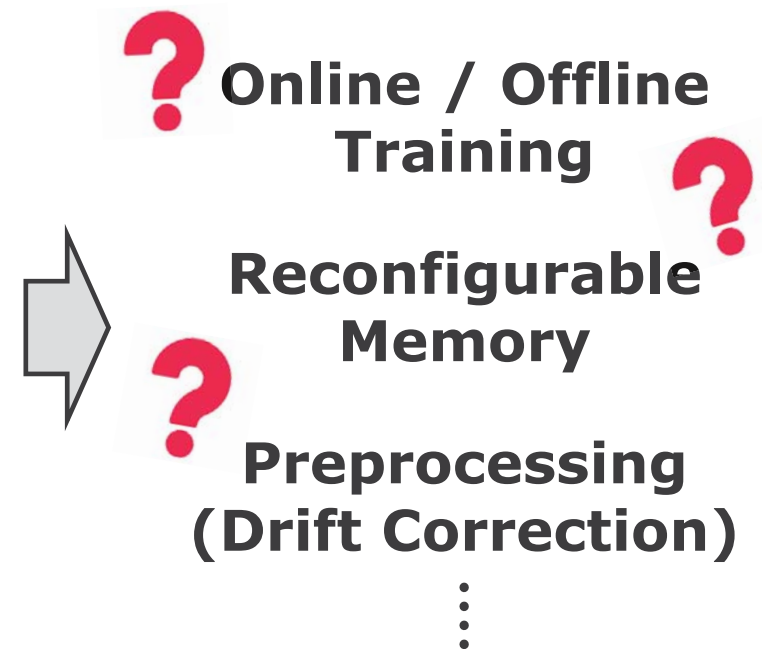 Online / Offline
Training
Reconfigurable
Memory
Preprocessing
(Drift Correction)